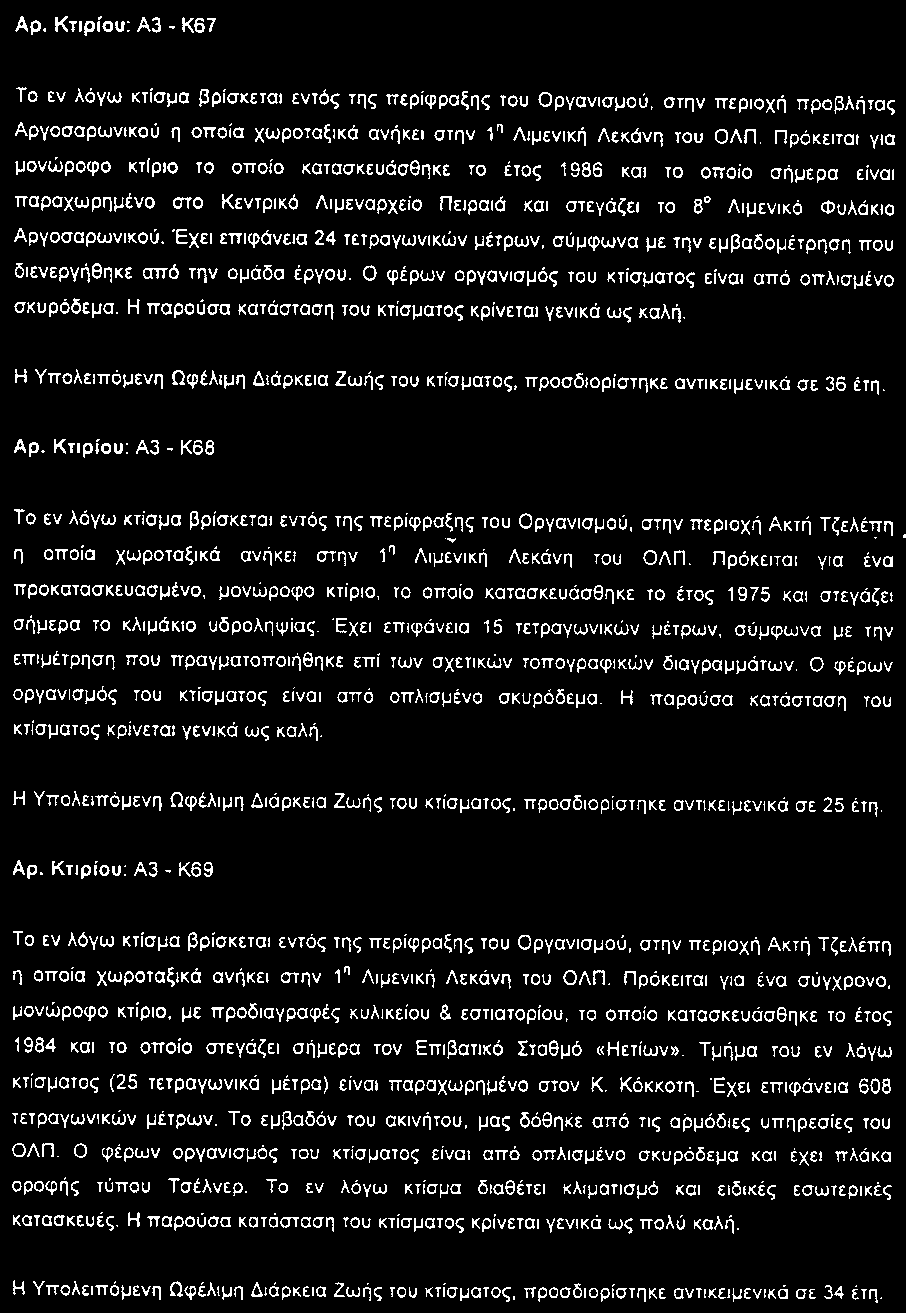 Αρ. Κτιρίου: Α3 - Κ67
Το εν λόγω κτίσμα βρίσκεται εντός της περίφραξης του Οργανισμού, στην περιοχή προβλήτας
Αργοσαρωνικού η οποία χωροταξικά ανήκει στην 1η Λιμενική Λεκάνη του ΟΛΠ. Πρόκειται για
μονώροφο κτίριο το οποίο κατασκευάσθηκε το έτος 1986 και το οποίο σήμερα είναι
παραχωρημένο στο Κεντρικό Λιμεναρχείο Πειραιά και στεγάζει το 8° Λιμενικό Φυλάκιο
Αργοσαρωνικού. Έχει επιφάνεια 24 τετραγωνικών μέτρων, σύμφωνα με την εμβαδομέτρηση που
διενεργήθηκε από την ομάδα έργου. Ο φέρων οργανισμός του κτίσματος είναι από οπλισμένο
σκυρόδεμα. Η παρούσα κατάσταση του κτίσματος κρίνεται γενικά ως καλή.
Η Υπολειπόμενη Ωφέλιμη Διάρκεια Ζωής του κτίσματος, προσδιορίστηκε αντικειμενικά σε 36 έτη.
Αρ. Κτιρίου: Α3 - Κ68
Το εν λόγω κτίσμα βρίσκεται εντός της περίφραξης του Οργανισμού, στην περιοχή Ακτή Τζελέπη ,
η οποία χωροταξικά ανήκει στην 1η Λιμενική Λεκάνη του ΟΛΠ. Πρόκειται για ένα
προκατασκευασμένο, μονώροφο κτίριο, το οποίο κατασκευάσθηκε το έτος 1975 και στεγάζει
σήμερα το κλιμάκιο υδροληψίας. Έχει επιφάνεια 15 τετραγωνικών μέτρων, σύμφωνα με την
επιμέτρηση που πραγματοποιήθηκε επί των σχετικών τοπογραφικών διαγραμμάτων. Ο φέρων
οργανισμός του κτίσματος είναι από οπλισμένο σκυρόδεμα. Η παρούσα κατάσταση του
κτίσματος κρίνεται γενικά ως καλή.
Η Υπολειπόμενη Ωφέλιμη Διάρκεια Ζωής του κτίσματος, προσδιορίστηκε αντικειμενικά σε 25 έτη.
Αρ. Κτιρίου: Α3 - Κ69
Το εν λόγω κτίσμα βρίσκεται εντός της περίφραξης του Οργανισμού, στην περιοχή Ακτή Τζελέπη
η οποία χωροταξικά ανήκει στην 1η Λιμενική Λεκάνη του ΟΛΠ. Πρόκειται για ένα σύγχρονο,
μονώροφο κτίριο, με προδιαγραφές κυλικείου & εστιατορίου, το οποίο κατασκευάσθηκε το έτος
1984 και το οποίο στεγάζει σήμερα τον Επιβατικό Σταθμό «Ηετίων». Τμήμα του εν λόγω
κτίσματος (25 τετραγωνικά μέτρα) είναι παραχωρημένο στον Κ. Κόκκοτη. Έχει επιφάνεια 608
τετραγωνικών μέτρων. Το εμβαδόν του ακινήτου, μας δόθηκε από τις αρμόδιες υπηρεσίες του
ΟΛΠ. Ο φέρων οργανισμός του κτίσματος είναι από οπλισμένο σκυρόδεμα και έχει πλάκα
οροφής τύπου Τσέλνερ. Το εν λόγω κτίσμα διαθέτει κλιματισμό και ειδικές εσωτερικές
κατασκευές. Η παρούσα κατάσταση του κτίσματος κρίνεται γενικά ως πολύ καλή.
Η Υπολειπόμενη Ωφέλιμη Διάρκεια Ζωής του κτίσματος, προσδιορίστηκε αντικειμενικά σε 34 έτη.